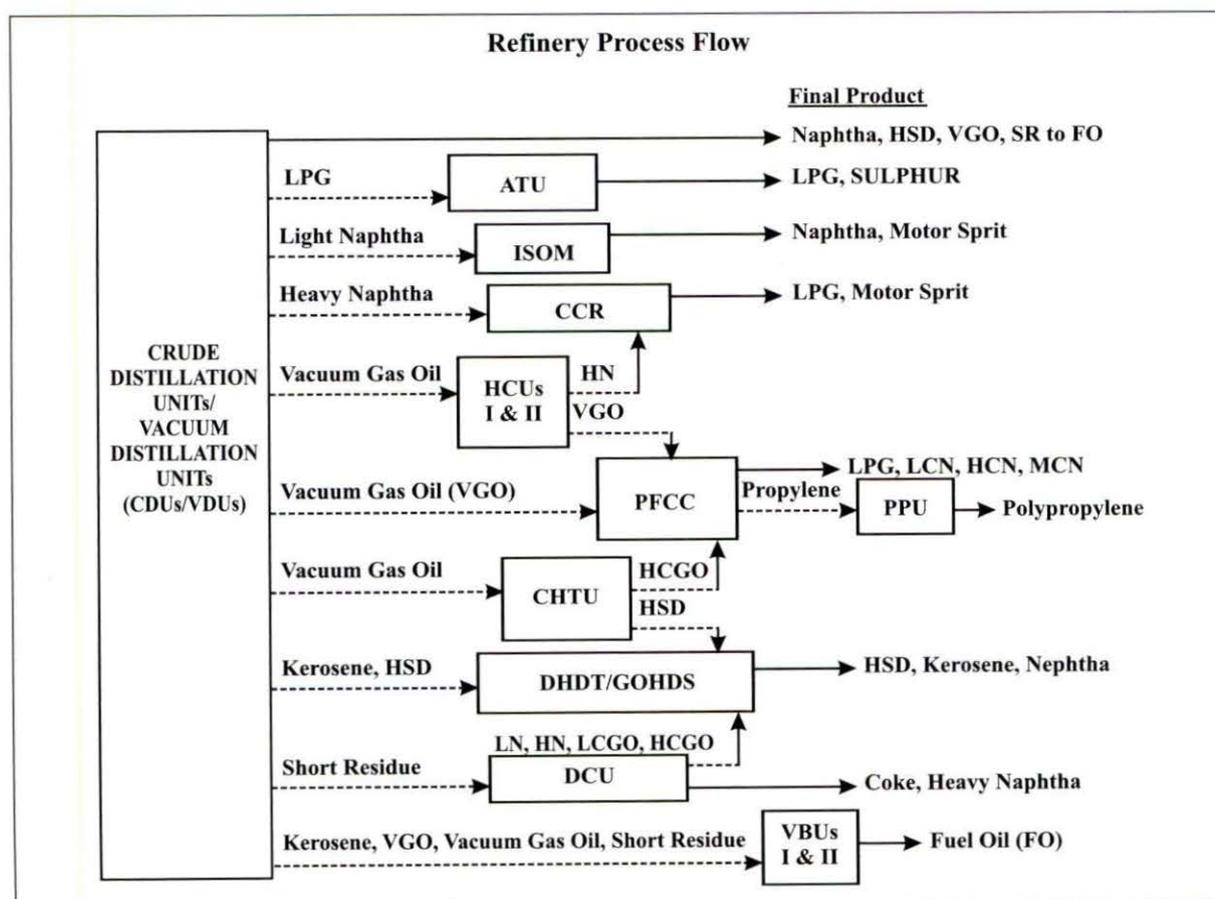 Refinery Process Flow
Final Product
Naphtha, HSD, VGO, SR to FO
LPG
ATU
LPG, SULPHUR
Light Naphtha
ISOM
Naphtha, Motor Sprit
Heavy Naphtha
CCR
LPG, Motor Sprit
CRUDE
DISTILLATION
UNITS/
VACUUM
DISTILLATION
UNITs
(CDUs/VDUs)
Vacuum Gas Oil
HCUs
I & II
HN
VGO
Vacuum Gas Oil (VGO)
PFCC
LPG, LCN, HCN, MCN
Propylene
PPU
Polypropylene
Vacuum Gas Oil
CHTU
HCGO
HSD
Kerosene, HSD
DHDT/GOHDS
HSD, Kerosene, Nephtha
LN, HN, LCGO, HCGO
Short Residue
DCU
Coke, Heavy Naphtha
Kerosene, VGO, Vacuum Gas Oil, Short Residue
VBUs
I & II
Fuel Oil (FO)